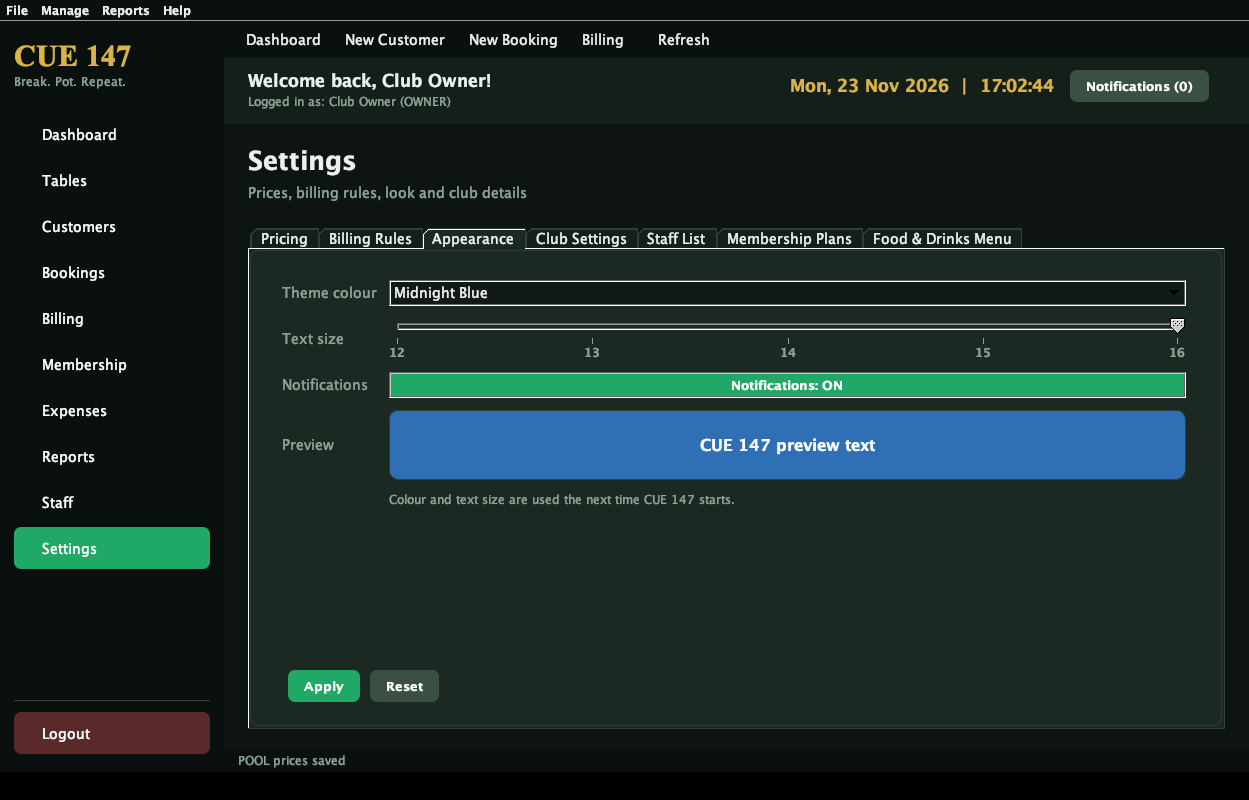 File Manage Reports Help
CUE 147
Break. Pot. Repeat.
Dashboard New Customer New Booking Billing Refresh
Welcome back, Club Owner!
Logged in as: Club Owner (OWNER)
Mon, 23 Nov 2026 | 17:02:44
Notifications (0)
Dashboard
Tables
Customers
Bookings
Billing
Membership
Expenses
Reports
Staff
Settings
Logout
Settings
Prices, billing rules, look and club details
Pricing Billing Rules Appearance Club Settings Staff List Membership Plans Food & Drinks Menu
Theme colour Midnight Blue
Text size
12 13 14 15 16
Notifications Notifications: ON
Preview CUE 147 preview text
Colour and text size are used the next time CUE 147 starts.
Apply Reset
POOL prices saved